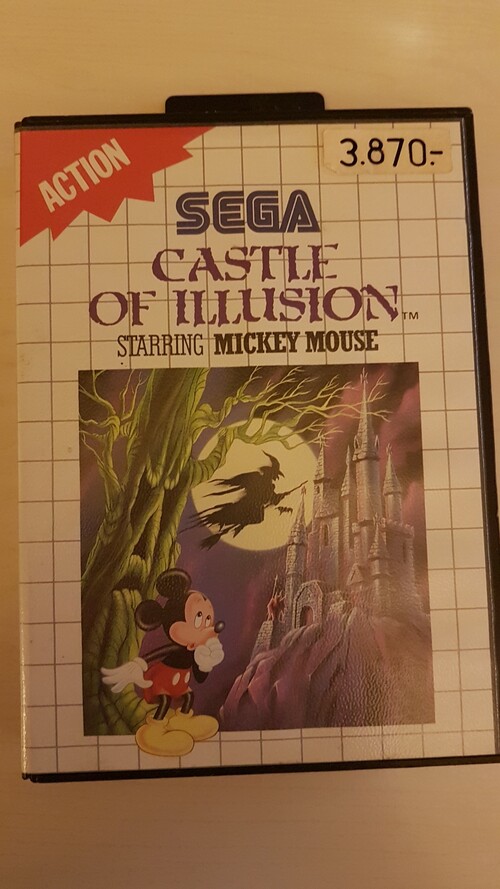 ACTION
3.870-
SEGA
CASTLE
OF ILLUSION™
STARRING MICKEY MOUSE